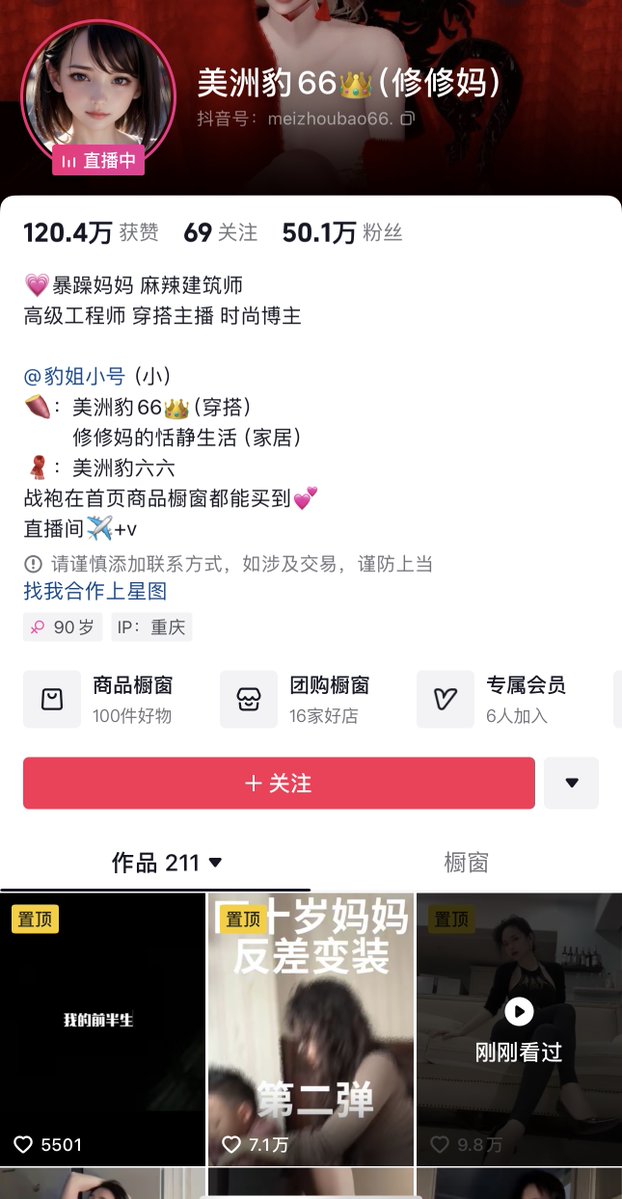 美洲豹66👑(修修妈)
抖音号: meizhoubao66.
直播中
120.4万 获赞 69 关注 50.1万 粉丝
💗暴躁妈妈 麻辣建筑师
高级工程师 穿搭主播 时尚博主
@豹姐小号 (小)
🍠: 美洲豹66👑(穿搭)
修修妈的恬静生活 (家居)
🧣: 美洲豹六六
战袍在首页商品橱窗都能买到💕
直播间✈️+v
请谨慎添加联系方式，如涉及交易，谨防上当
找我合作上星图
90岁 IP: 重庆
商品橱窗
100件好物
团购橱窗
16家好店
专属会员
6人加入
+ 关注
作品 211
橱窗
置顶
我的前半生
5501
置顶
十岁妈妈
反差变装
第二弹
7.1万
置顶
刚刚看过
9.8万